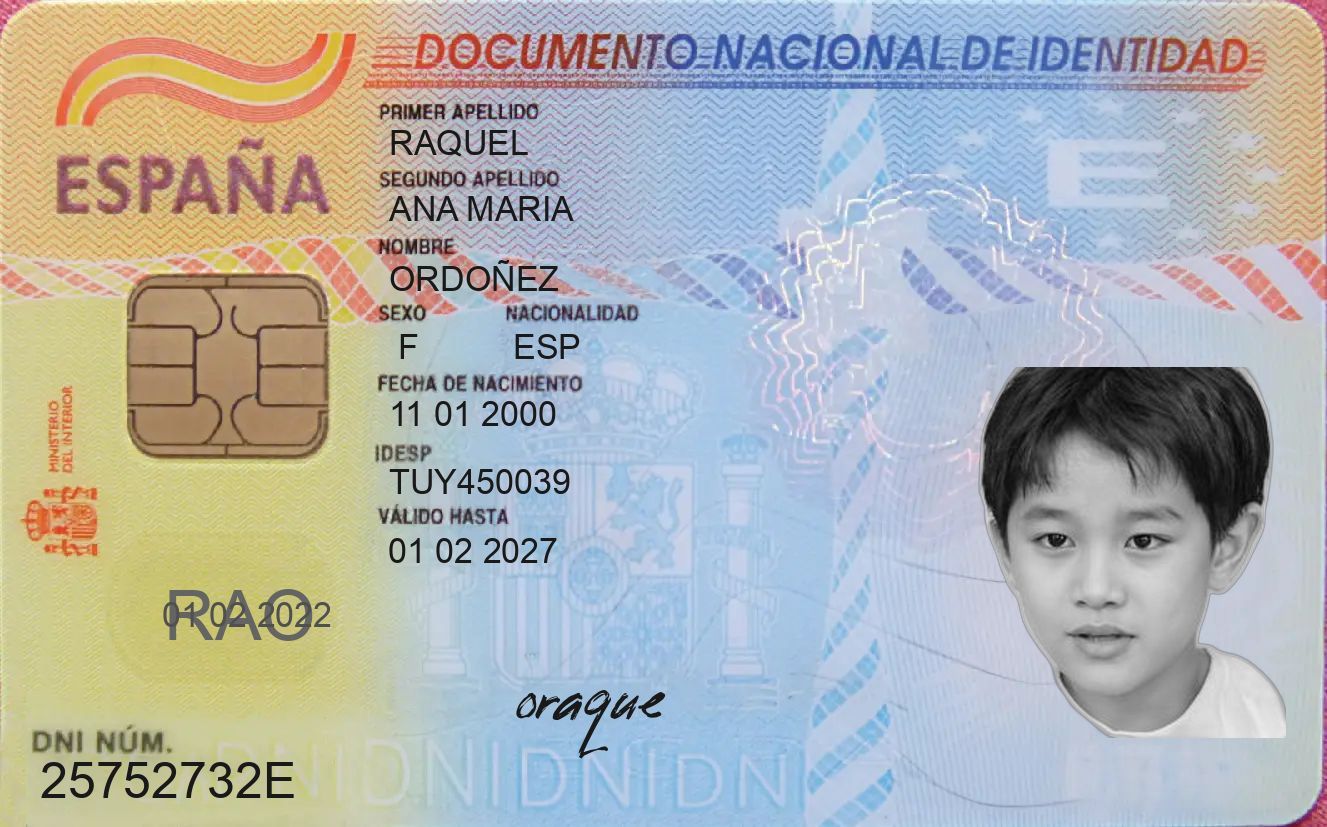 DOCUMENTO NACIONAL DE IDENTIDAD
ESPAÑA
PRIMER APELLIDO
RAQUEL
SEGUNDO APELLIDO
ANA MARIA
NOMBRE
ORDOÑEZ
SEXO NACIONALIDAD
F ESP
FECHA DE NACIMIENTO
11 01 2000
IDESP
TUY450039
VÁLIDO HASTA
01 02 2027
MINISTERIO
DEL INTERIOR
E
01 02 2022
RAO
oraque
DNI NÚM.
25752732E
DNIDNIDNIDNI